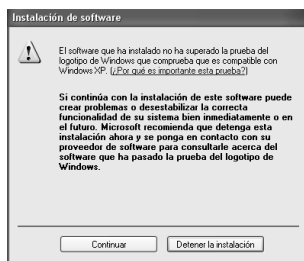 Instalación de software
El software que ha instalado no ha superado la prueba del
logotipo de Windows que comprueba que es compatible con
Windows XP. (¿Por qué es importante esta prueba?)
Si continúa con la instalación de este software puede
crear problemas o desestabilizar la correcta
funcionalidad de su sistema bien inmediatamente o en
el futuro. Microsoft recomienda que detenga esta
instalación ahora y se ponga en contacto con su
proveedor de software para consultarle acerca del
software que ha pasado la prueba del logotipo de
Windows.
Continuar
Detener la instalación